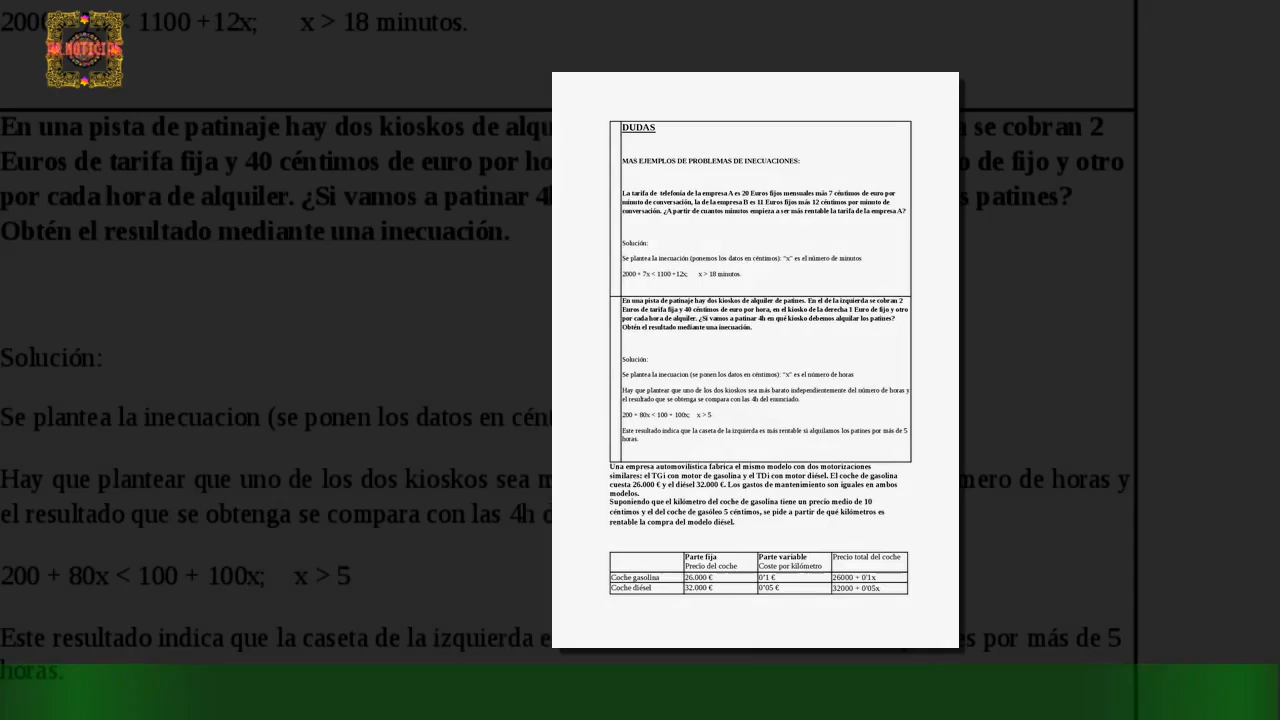 2000 + 7x < 1100 +12x; x > 18 minutos.
HR NOTICIAS
En una pista de patinaje hay dos kioskos de alqu
se cobran 2
Euros de tarifa fija y 40 céntimos de euro por ho
o de fijo y otro
por cada hora de alquiler. ¿Si vamos a patinar 4h
s patines?
Obtén el resultado mediante una inecuación.
Solución:
Se plantea la inecuacion (se ponen los datos en cént
Hay que plantear que uno de los dos kioskos sea m
mero de horas y
el resultado que se obtenga se compara con las 4h d
200 + 80x < 100 + 100x; x > 5
Este resultado indica que la caseta de la izquierda e
es por más de 5
horas.
DUDAS
MAS EJEMPLOS DE PROBLEMAS DE INECUACIONES:
La tarifa de telefonía de la empresa A es 20 Euros fijos mensuales más 7 céntimos de euro por
minuto de conversación, la de la empresa B es 11 Euros fijos más 12 céntimos por minuto de
conversación. ¿A partir de cuantos minutos empieza a ser más rentable la tarifa de la empresa A?
Solución:
Se plantea la inecuación (ponemos los datos en céntimos): "x" es el número de minutos
2000 + 7x < 1100 +12x; x > 18 minutos.
En una pista de patinaje hay dos kioskos de alquiler de patines. En el de la izquierda se cobran 2
Euros de tarifa fija y 40 céntimos de euro por hora, en el kiosko de la derecha 1 Euro de fijo y otro
por cada hora de alquiler. ¿Si vamos a patinar 4h en qué kiosko debemos alquilar los patines?
Obtén el resultado mediante una inecuación.
Solución:
Se plantea la inecuacion (se ponen los datos en céntimos): "x" es el número de horas
Hay que plantear que uno de los dos kioskos sea más barato independientemente del número de horas y
el resultado que se obtenga se compara con las 4h del enunciado.
200 + 80x < 100 + 100x; x > 5
Este resultado indica que la caseta de la izquierda es más rentable si alquilamos los patines por más de 5
horas.
Una empresa automovilística fabrica el mismo modelo con dos motorizaciones
similares: el TGi con motor de gasolina y el TDi con motor diésel. El coche de gasolina
cuesta 26.000 € y el diésel 32.000 €. Los gastos de mantenimiento son iguales en ambos
modelos.
Suponiendo que el kilómetro del coche de gasolina tiene un precio medio de 10
céntimos y el del coche de gasóleo 5 céntimos, se pide a partir de qué kilómetros es
rentable la compra del modelo diésel.
Parte fija Parte variable Precio total del coche
Precio del coche Coste por kilómetro
Coche gasolina 26.000 € 0'1 € 26000 + 0'1x
Coche diésel 32.000 € 0'05 € 32000 + 0'05x